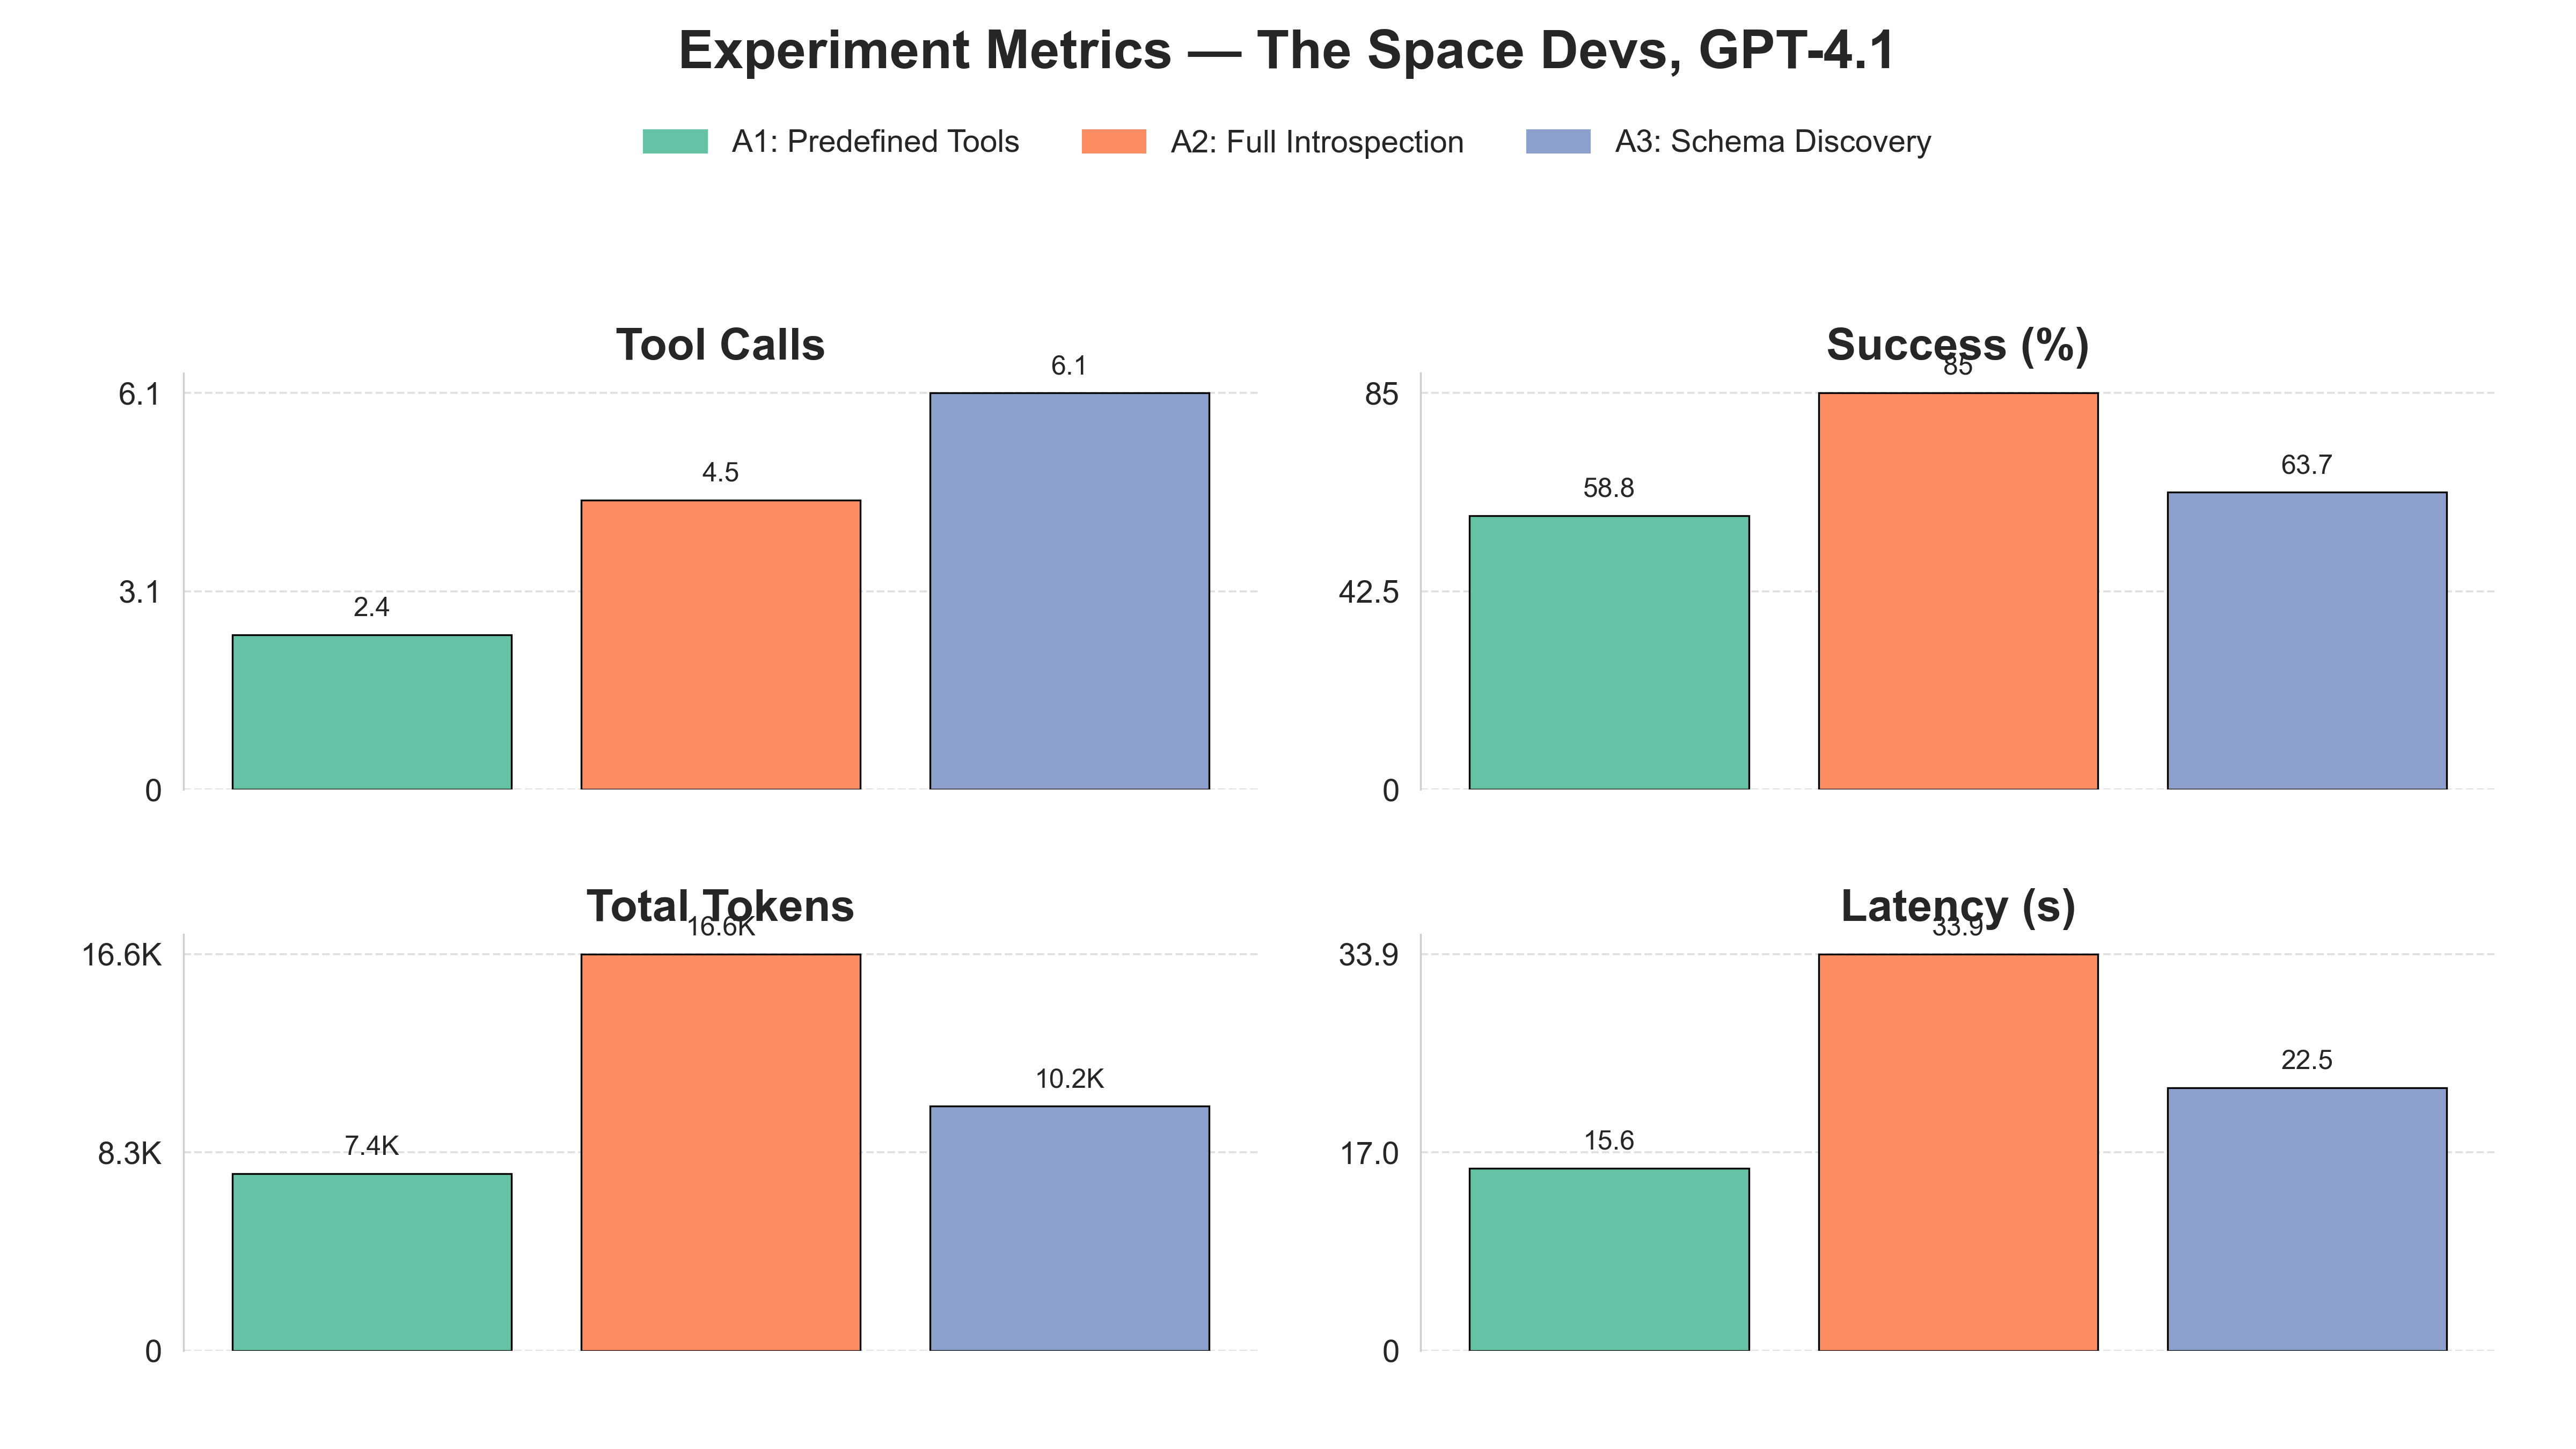 Experiment Metrics — The Space Devs, GPT-4.1
A1: Predefined Tools
A2: Full Introspection
A3: Schema Discovery
Tool Calls
6.1
3.1
0
2.4
4.5
6.1
Success (%)
85
42.5
0
58.8
85
63.7
Total Tokens
16.6K
8.3K
0
7.4K
16.6K
10.2K
Latency (s)
33.9
17.0
0
15.6
33.9
22.5